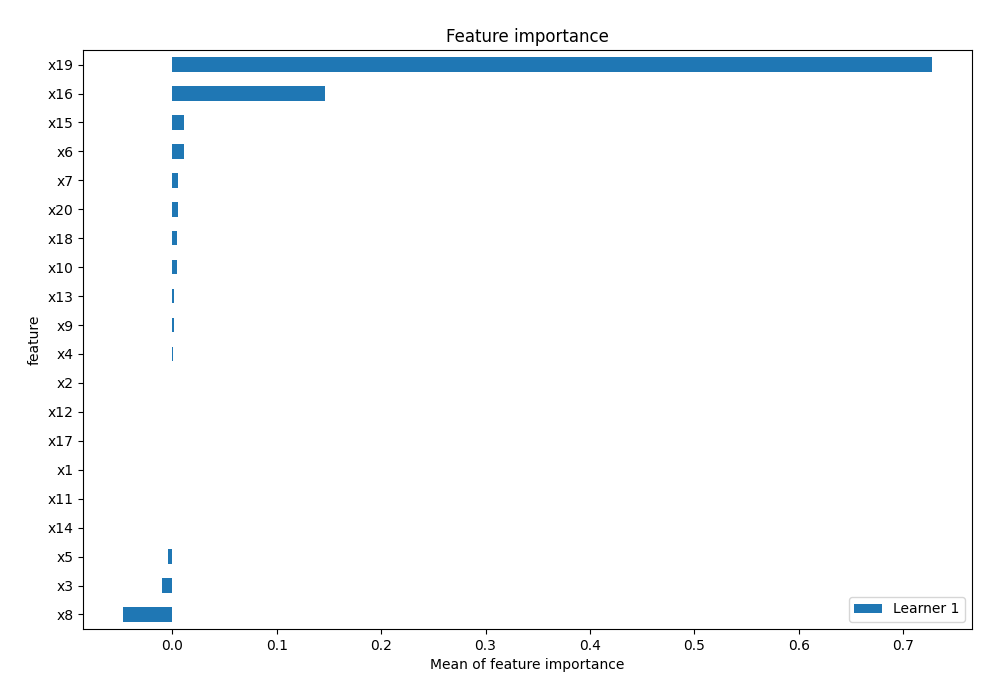 Feature importance
x19
x16
x15
x6
x7
x20
x18
x10
x13
x9
x4
x2
x12
x17
x1
x11
x14
x5
x3
x8
feature
Learner 1
0.0 0.1 0.2 0.3 0.4 0.5 0.6 0.7
Mean of feature importance